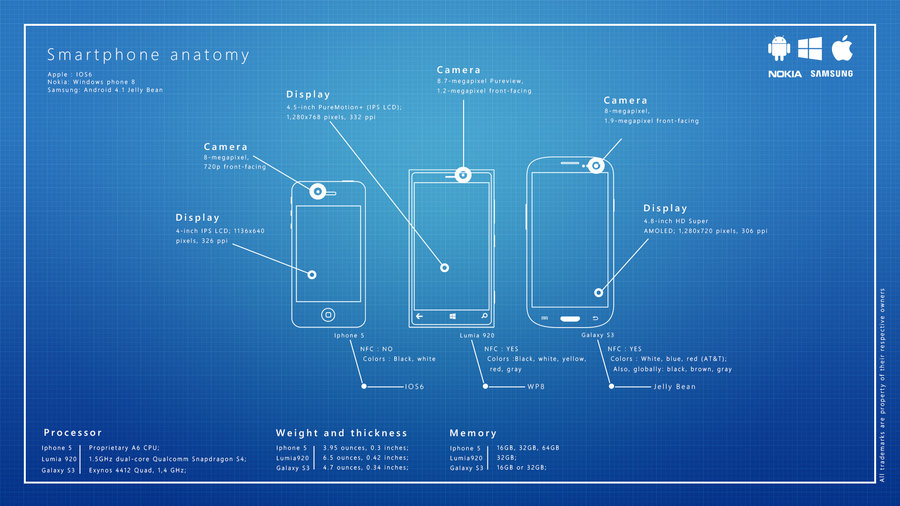 Smartphone anatomy
Apple : IOS6
Nokia: Windows phone 8
Samsung: Android 4.1 Jelly Bean
NOKIA SAMSUNG
Camera
8.7-megapixel Pureview,
1.2-megapixel front-facing
Display
4.5-inch PureMotion+ (IPS LCD);
1,280x768 pixels, 332 ppi
Camera
8-megapixel,
1.9-megapixel front-facing
Camera
8-megapixel,
720p front-facing
Display
4-inch IPS LCD; 1136x640
pixels, 326 ppi
Display
4.8-inch HD Super
AMOLED; 1,280x720 pixels, 306 ppi
Iphone 5
NFC : NO
Colors : Black, white
IOS6
Lumia 920
NFC : YES
Colors :Black, white, yellow,
red, gray
WP8
Galaxy S3
NFC : YES
Colors : White, blue, red (AT&T);
Also, globally: black, brown, gray
Jelly Bean
Processor
Iphone 5 Proprietary A6 CPU;
Lumia 920 1.5GHz dual-core Qualcomm Snapdragon S4;
Galaxy S3 Exynos 4412 Quad, 1,4 GHz;
Weight and thickness
Iphone 5 3.95 ounces, 0.3 inches;
Lumia920 6.5 ounces, 0.42 inches;
Galaxy S3 4.7 ounces, 0.34 inches;
Memory
Iphone 5 16GB, 32GB, 64GB
Lumia920 32GB;
Galaxy S3 16GB or 32GB;
All trademarks are property of their respective owners